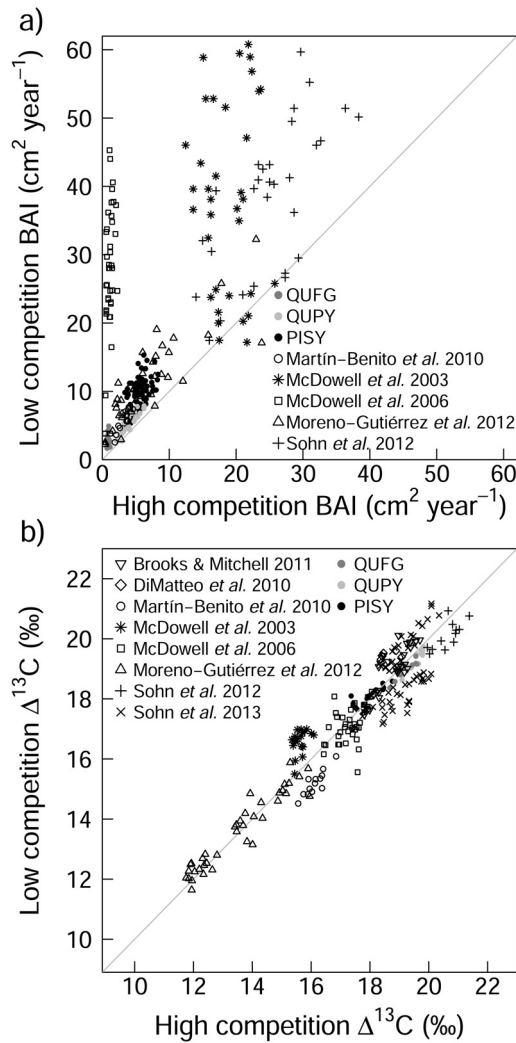 a)
Low competition BAI (cm² year⁻¹)
60
50
40
30
20
10
0
QUFG
QUPY
PISY
Martín−Benito et al. 2010
McDowell et al. 2003
McDowell et al. 2006
Moreno−Gutiérrez et al. 2012
Sohn et al. 2012
0 10 20 30 40 50 60
High competition BAI (cm² year⁻¹)
b)
Low competition Δ¹³C (‰)
22
20
18
16
14
12
10
Brooks & Mitchell 2011
DiMatteo et al. 2010
Martín−Benito et al. 2010
McDowell et al. 2003
McDowell et al. 2006
Moreno−Gutiérrez et al. 2012
Sohn et al. 2012
Sohn et al. 2013
QUFG
QUPY
PISY
10 12 14 16 18 20 22
High competition Δ¹³C (‰)